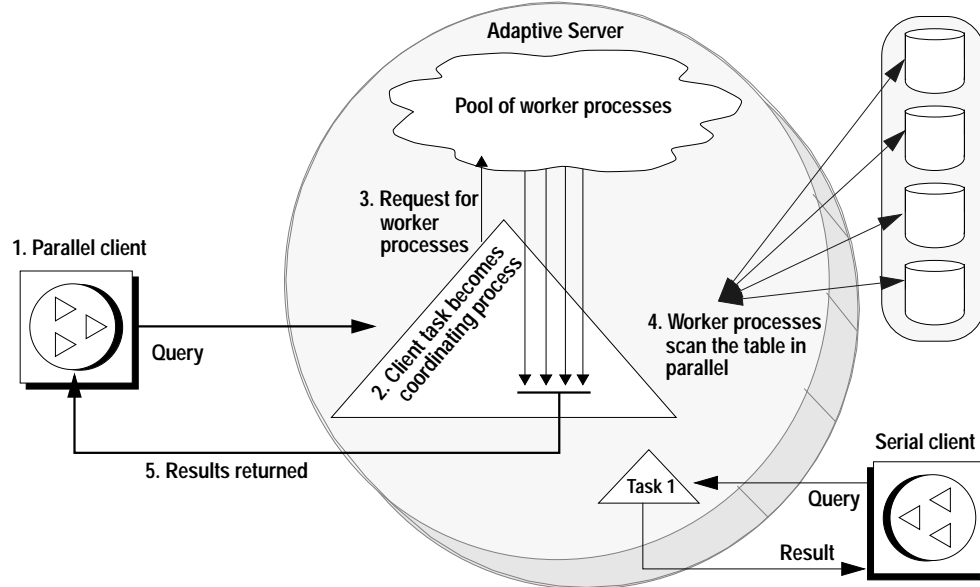 Adaptive Server
Pool of worker processes
3. Request for
worker
processes
1. Parallel client
2. Client task becomes
coordinating process
Query
4. Worker processes
scan the table in
parallel
5. Results returned
Serial client
Task 1
Query
Result